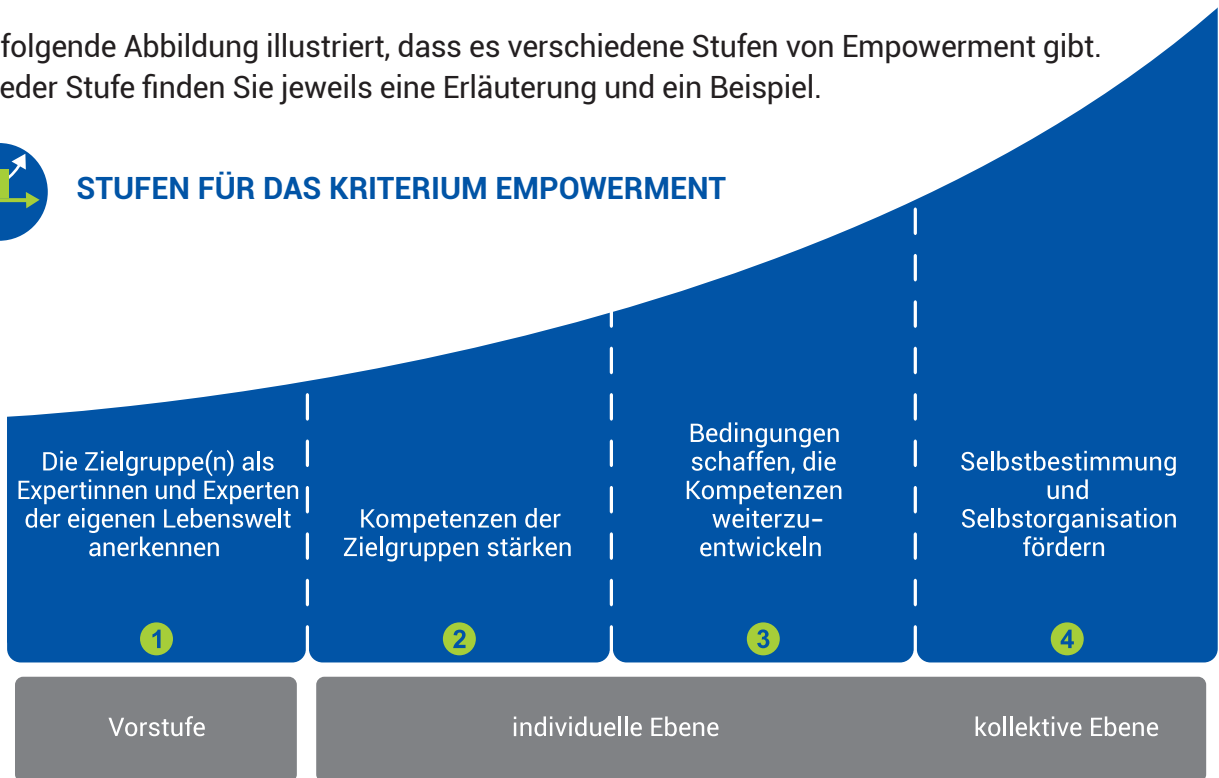 folgende Abbildung illustriert, dass es verschiedene Stufen von Empowerment gibt.
eder Stufe finden Sie jeweils eine Erläuterung und ein Beispiel.
STUFEN FÜR DAS KRITERIUM EMPOWERMENT
Die Zielgruppe(n) als
Expertinnen und Experten
der eigenen Lebenswelt
anerkennen
1
Kompetenzen der
Zielgruppen stärken
2
Bedingungen
schaffen, die
Kompetenzen
weiterzu-
entwickeln
3
Selbstbestimmung
und
Selbstorganisation
fördern
4
Vorstufe
individuelle Ebene
kollektive Ebene